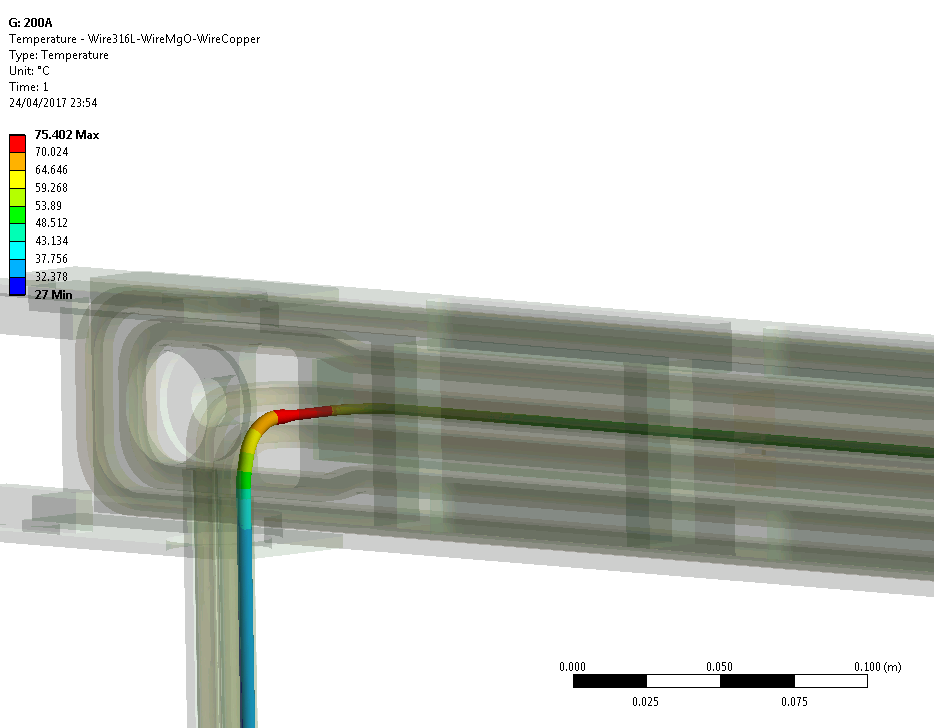 G: 200A
Temperature - Wire316L-WireMgO-WireCopper
Type: Temperature
Unit: °C
Time: 1
24/04/2017 23:54
75.402 Max
70.024
64.646
59.268
53.89
48.512
43.134
37.756
32.378
27 Min
0.000 0.050 0.100 (m)
0.025 0.075